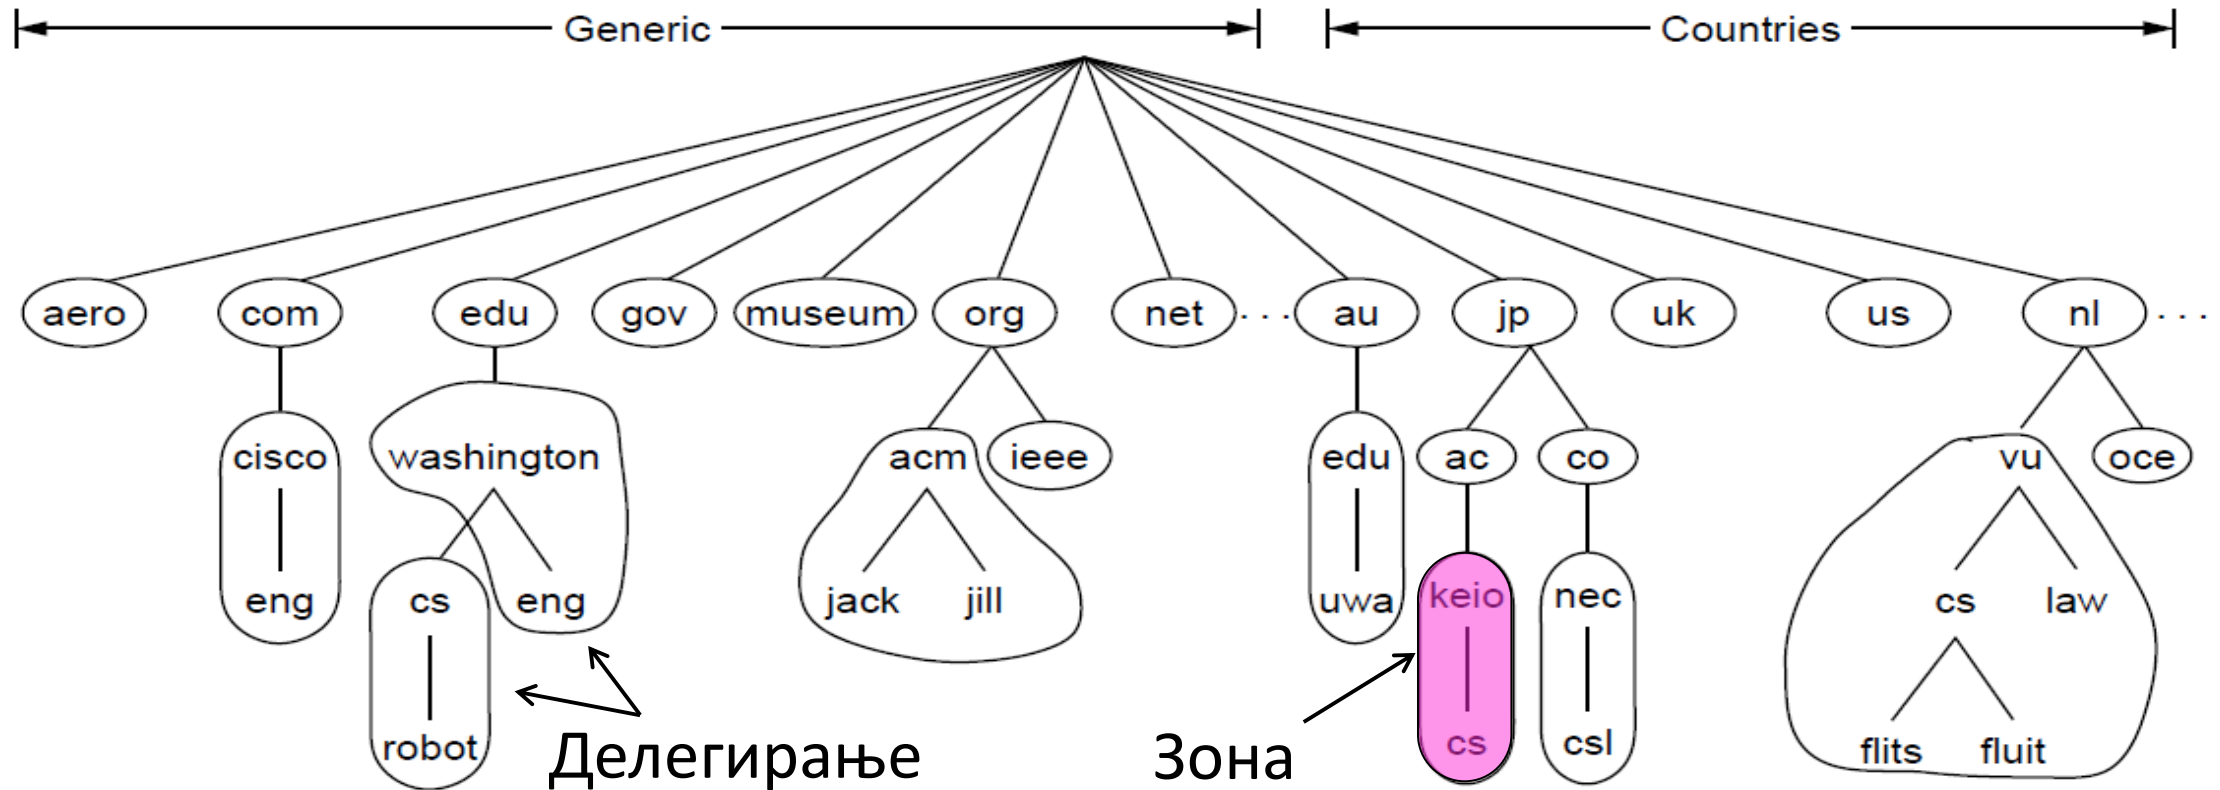 Generic Countries
aero com edu gov museum org net ... au jp uk us nl ...
cisco washington acm ieee edu ac co vu oce
eng cs eng jack jill uwa keio nec cs law
robot cs csl flits fluit
Делегирање Зона